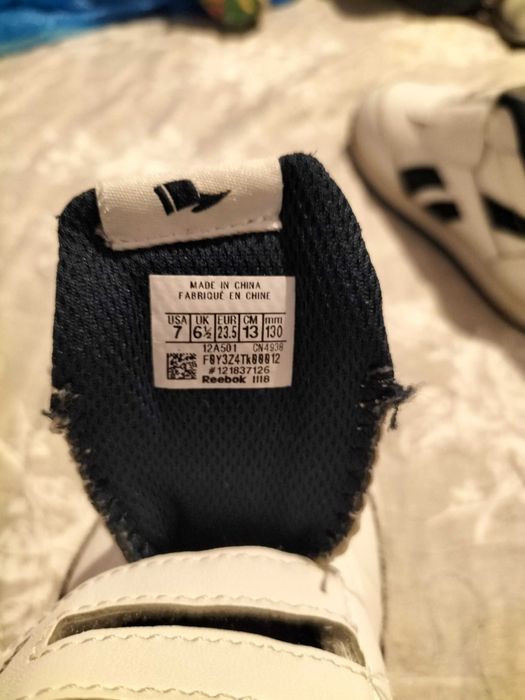 MADE IN CHINA
FABRIQUÉ EN CHINE
USA UK EUR CM mm
7 6½ 23.5 13 130
12A501 CN4938
F0Y3Z4Tk00012
#121837126
Reebok 1118